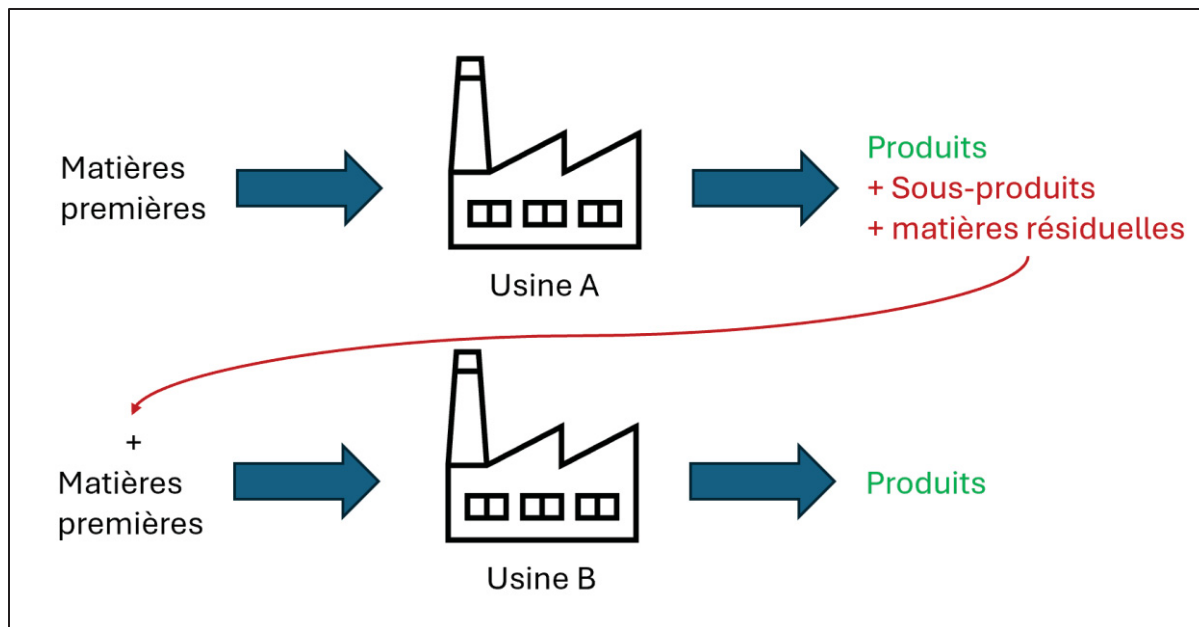 Matières
premières
Usine A
Produits
+ Sous-produits
+ matières résiduelles
+
Matières
premières
Usine B
Produits